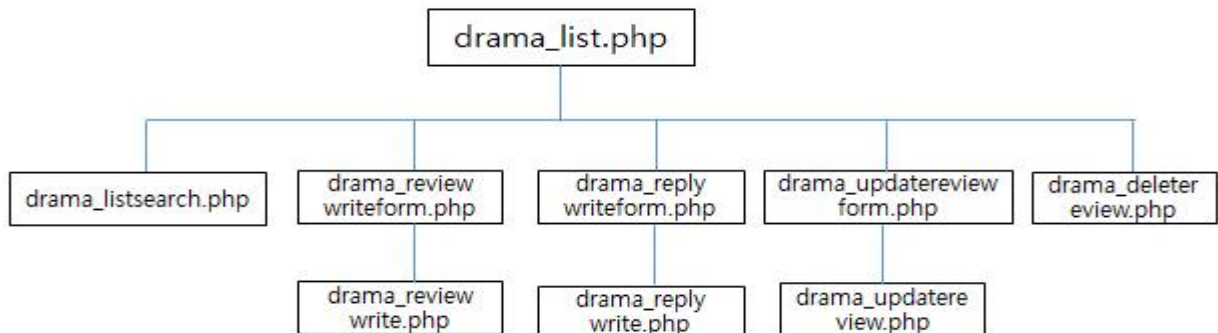 drama_list.php
drama_listsearch.php
drama_review
writeform.php
drama_reply
writeform.php
drama_updatereview
form.php
drama_deleter
eview.php
drama_review
write.php
drama_reply
write.php
drama_updatere
view.php